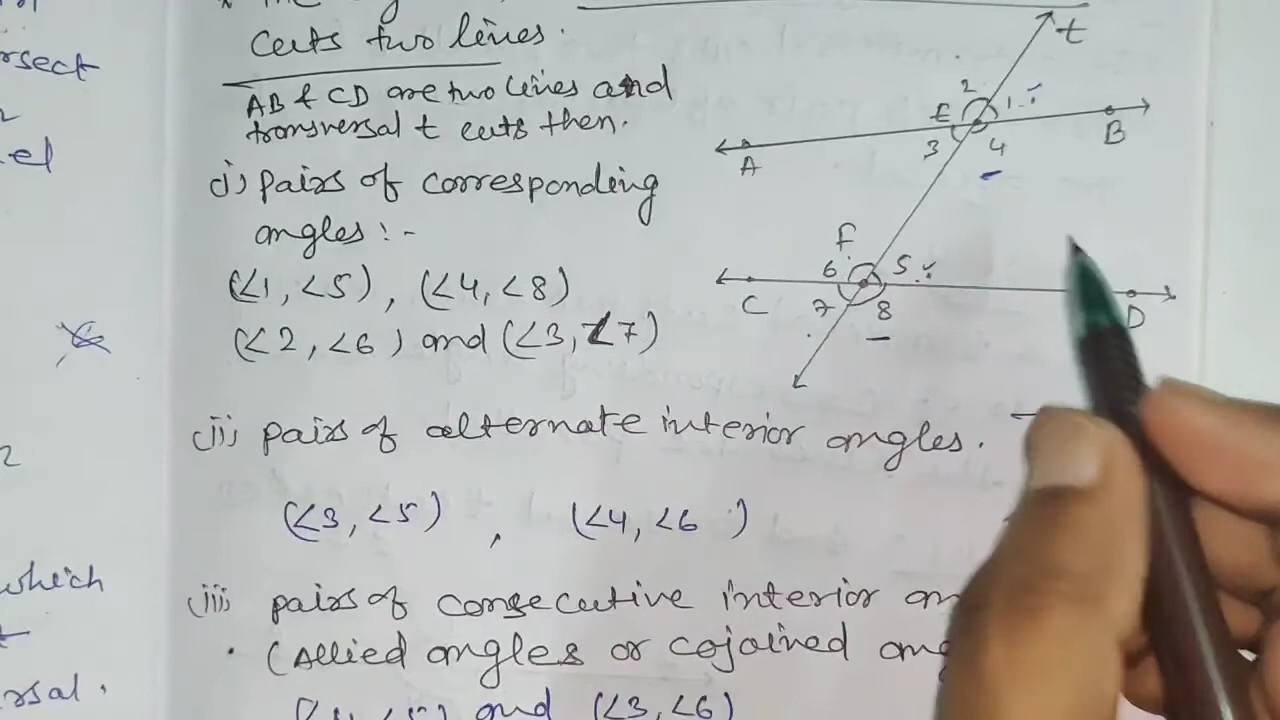 cuts two lines.
AB & CD are two lines and
transversal t cuts then.
(i) pairs of corresponding
angles :-
(<1, <5), (<4, <8)
(<2, <6) and (<3, <7)
(ii) pairs of alternate interior angles.
(<3, <5) , (<4, <6)
(iii) pairs of consecutive interior
(Allied angles or cojoined
and (<3, <6)
t
2 1
E
3 4
A B
F
6 5
C D
7 8
rsect
el
2
which
rsal.